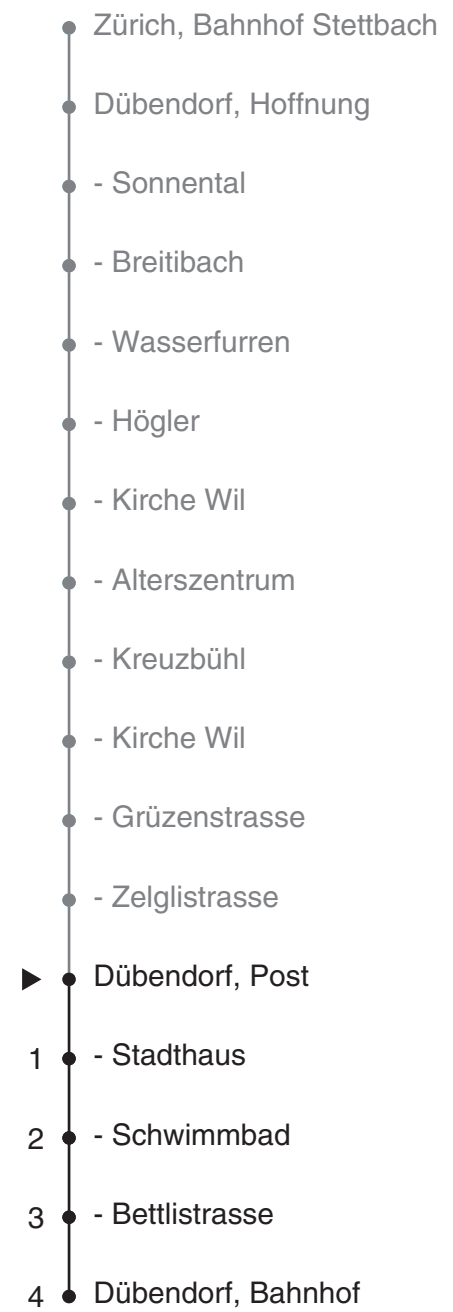 Zürich, Bahnhof Stettbach
Dübendorf, Hoffnung
- Sonnental
- Breitibach
- Wasserfurren
- Högler
- Kirche Wil
- Alterszentrum
- Kreuzbühl
- Kirche Wil
- Grüzenstrasse
- Zelglistrasse
Dübendorf, Post
1 - Stadthaus
2 - Schwimmbad
3 - Bettlistrasse
4 Dübendorf, Bahnhof